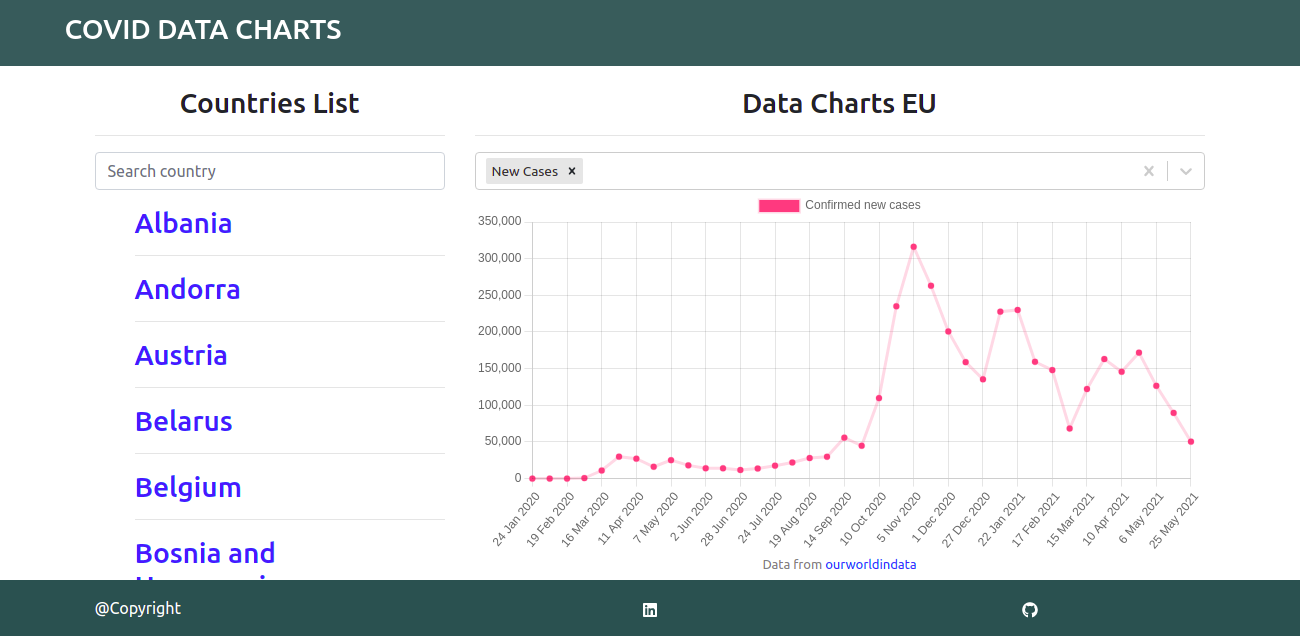 COVID DATA CHARTS
Countries List
Search country
Albania
Andorra
Austria
Belarus
Belgium
Bosnia and
Data Charts EU
New Cases ×
Confirmed new cases
350,000
300,000
250,000
200,000
150,000
100,000
50,000
0
24 Jan 2020
19 Feb 2020
16 Mar 2020
11 Apr 2020
7 May 2020
2 Jun 2020
28 Jun 2020
24 Jul 2020
19 Aug 2020
14 Sep 2020
10 Oct 2020
5 Nov 2020
1 Dec 2020
27 Dec 2020
22 Jan 2021
17 Feb 2021
15 Mar 2021
10 Apr 2021
6 May 2021
25 May 2021
Data from ourworldindata
@Copyright